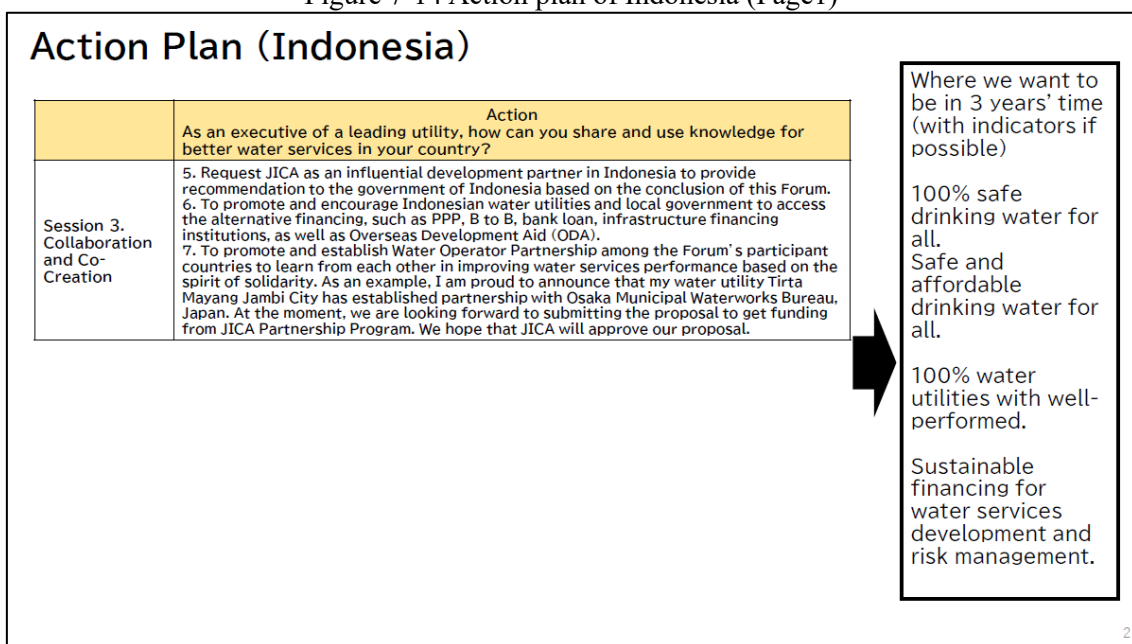 Figure 7-14 Action plan of Indonesia (Page1)
Action Plan (Indonesia)
Action
As an executive of a leading utility, how can you share and use knowledge for
better water services in your country?
Session 3.
Collaboration
and Co-
Creation
5. Request JICA as an influential development partner in Indonesia to provide
recommendation to the government of Indonesia based on the conclusion of this Forum.
6. To promote and encourage Indonesian water utilities and local government to access
the alternative financing, such as PPP, B to B, bank loan, infrastructure financing
institutions, as well as Overseas Development Aid (ODA).
7. To promote and establish Water Operator Partnership among the Forum's participant
countries to learn from each other in improving water services performance based on the
spirit of solidarity. As an example, I am proud to announce that my water utility Tirta
Mayang Jambi City has established partnership with Osaka Municipal Waterworks Bureau,
Japan. At the moment, we are looking forward to submitting the proposal to get funding
from JICA Partnership Program. We hope that JICA will approve our proposal.
Where we want to
be in 3 years' time
(with indicators if
possible)
100% safe
drinking water for
all.
Safe and
affordable
drinking water for
all.
100% water
utilities with well-
performed.
Sustainable
financing for
water services
development and
risk management.
2